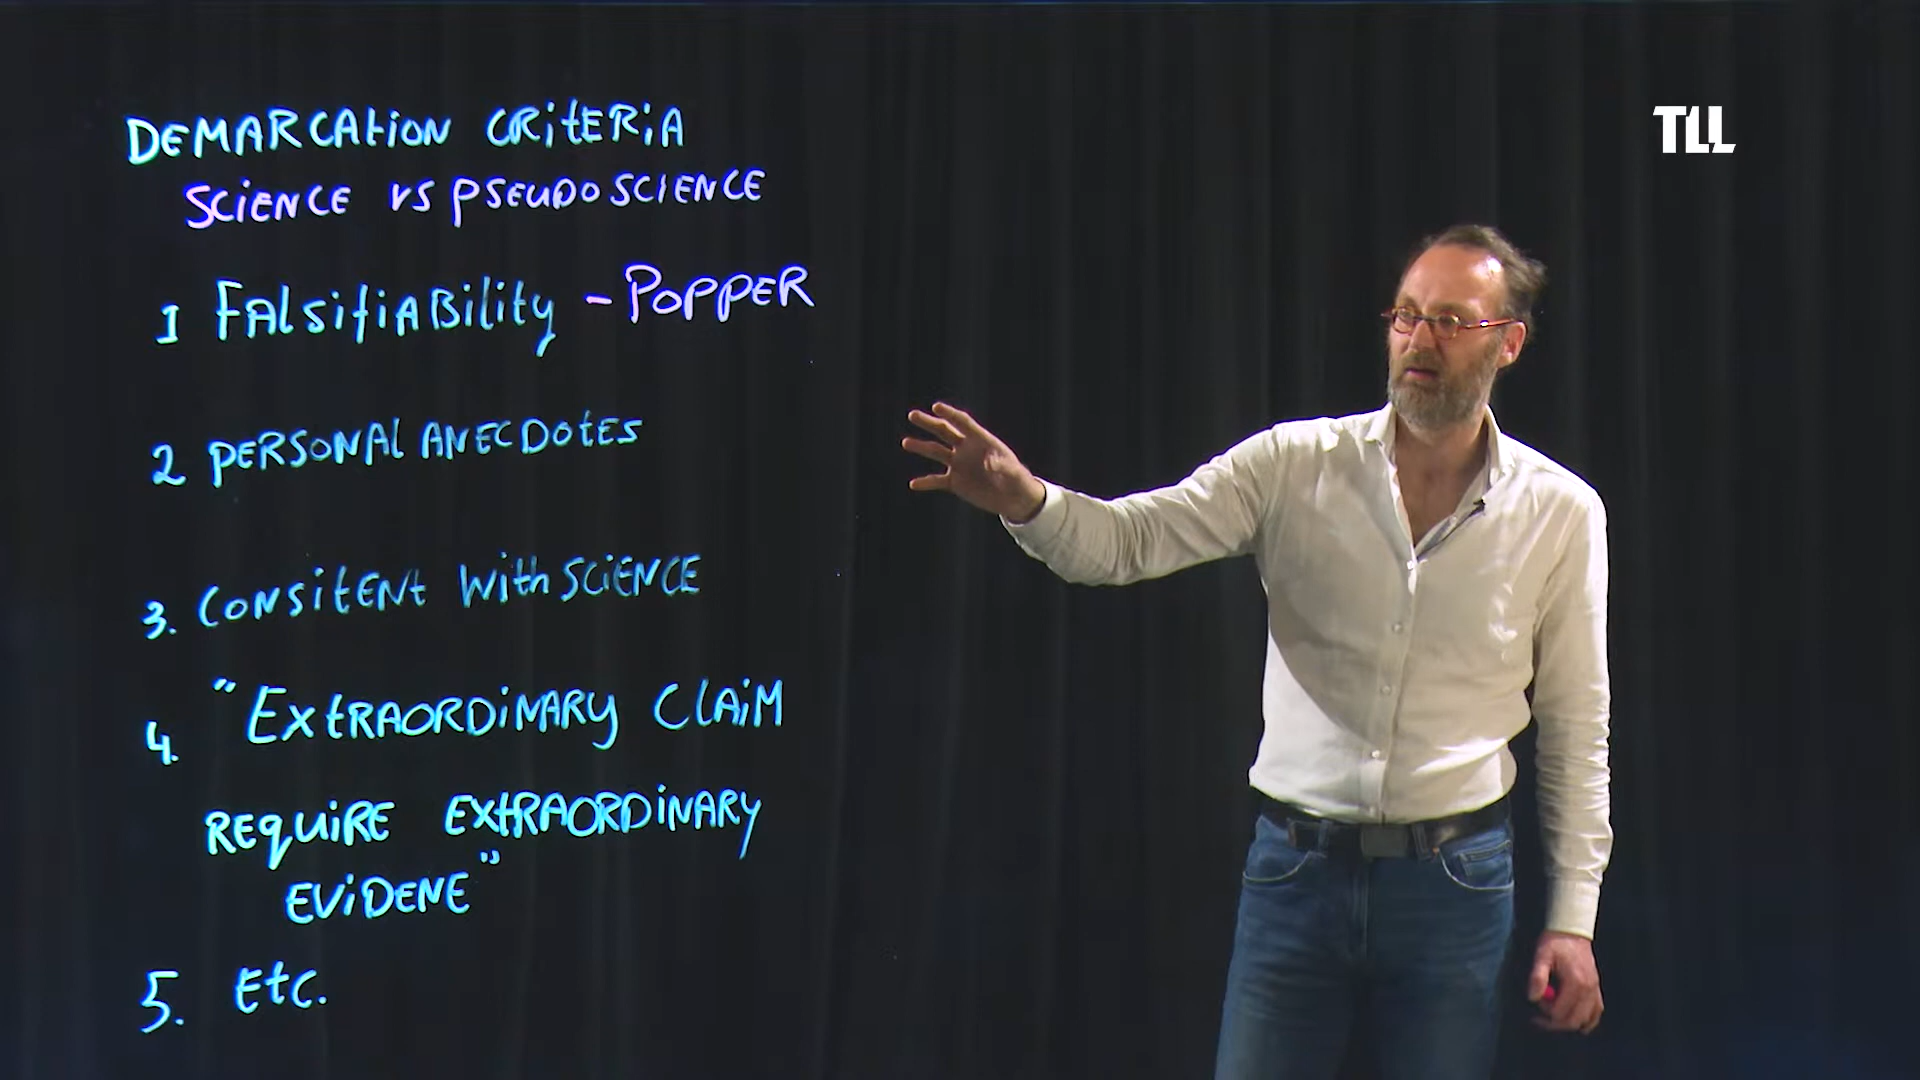 DEMARCATION CRITERIA
SCIENCE VS PSEUDOSCIENCE
1 FALSIFIABILITY - POPPER
2 PERSONAL ANECDOTES
3. CONSITENT WITH SCIENCE
4. "EXTRAORDINARY CLAIM
REQUIRE EXTRAORDINARY
EVIDENE"
5. Etc.
TLL